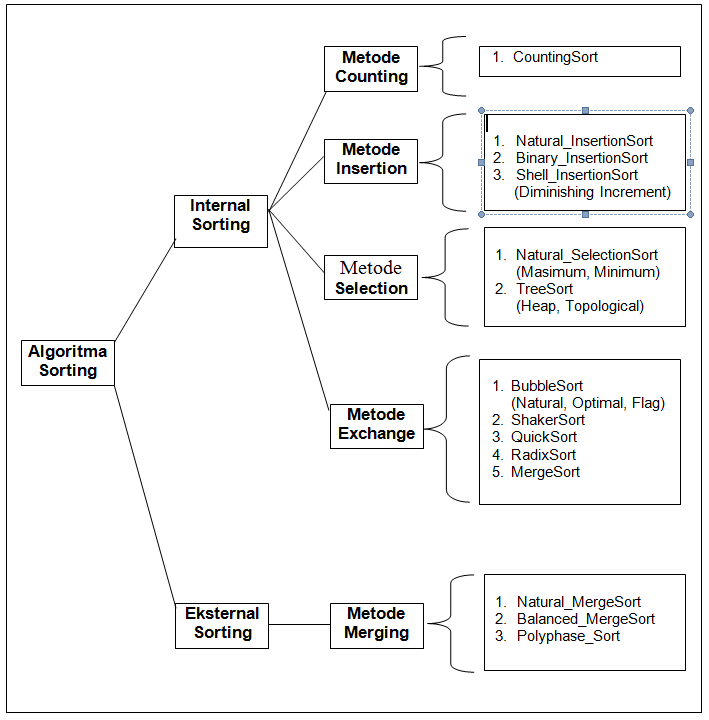 Metode
Counting
1. CountingSort
Metode
Insertion
1. Natural_InsertionSort
2. Binary_InsertionSort
3. Shell_InsertionSort
(Diminishing Increment)
Internal
Sorting
Metode
Selection
1. Natural_SelectionSort
(Masimum, Minimum)
2. TreeSort
(Heap, Topological)
Algoritma
Sorting
Metode
Exchange
1. BubbleSort
(Natural, Optimal, Flag)
2. ShakerSort
3. QuickSort
4. RadixSort
5. MergeSort
Eksternal
Sorting
Metode
Merging
1. Natural_MergeSort
2. Balanced_MergeSort
3. Polyphase_Sort